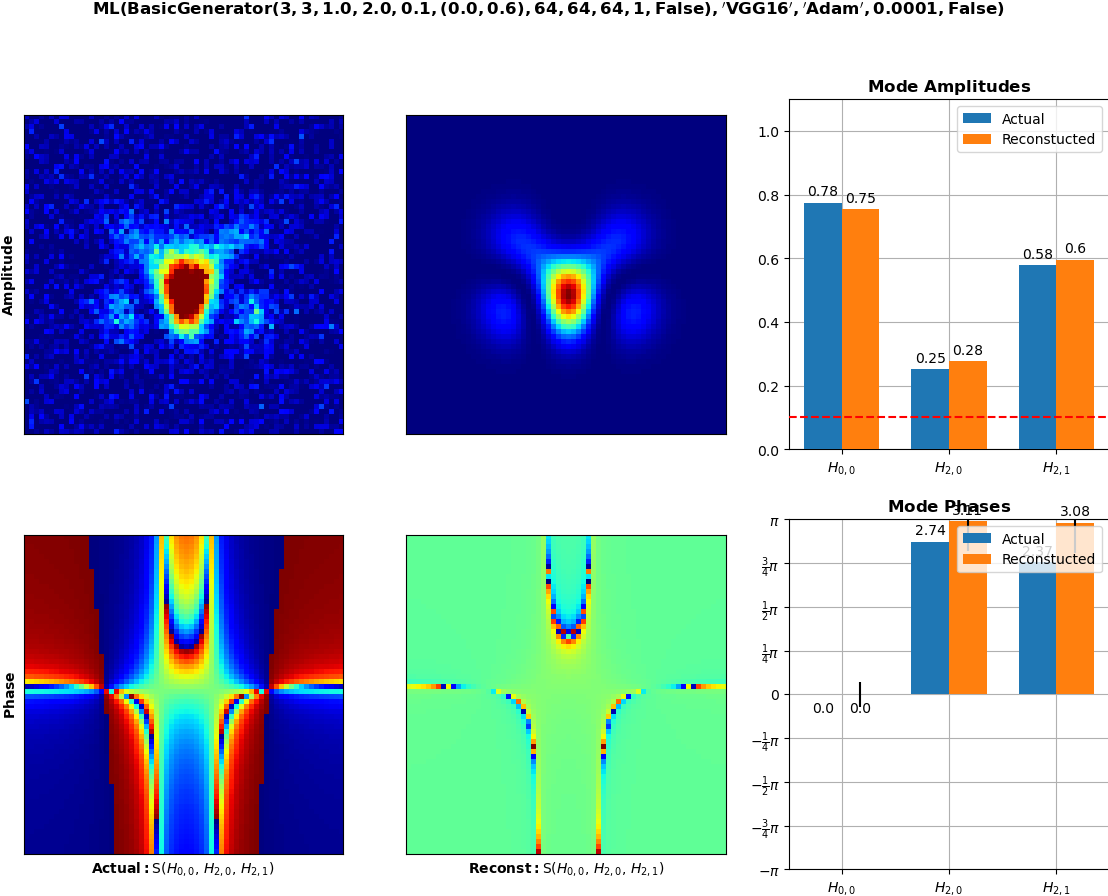 ML(BasicGenerator(3, 3, 1.0, 2.0, 0.1, (0.0, 0.6), 64, 64, 64, 1, False), ′VGG16′, ′Adam′, 0.0001, False)
Mode Amplitudes
Amplitude
1.0
0.8
0.6
0.4
0.2
0.0
Actual
Reconstucted
0.78
0.75
0.25
0.28
0.58
0.6
H0,0
H2,0
H2,1
Mode Phases
Phase
π
3/4π
1/2π
1/4π
0
−1/4π
−1/2π
−3/4π
−π
Actual
Reconstucted
0.0
0.0
2.74
3.11
2.37
3.08
H0,0
H2,0
H2,1
Actual: S(H0,0, H2,0, H2,1)
Reconst: S(H0,0, H2,0, H2,1)